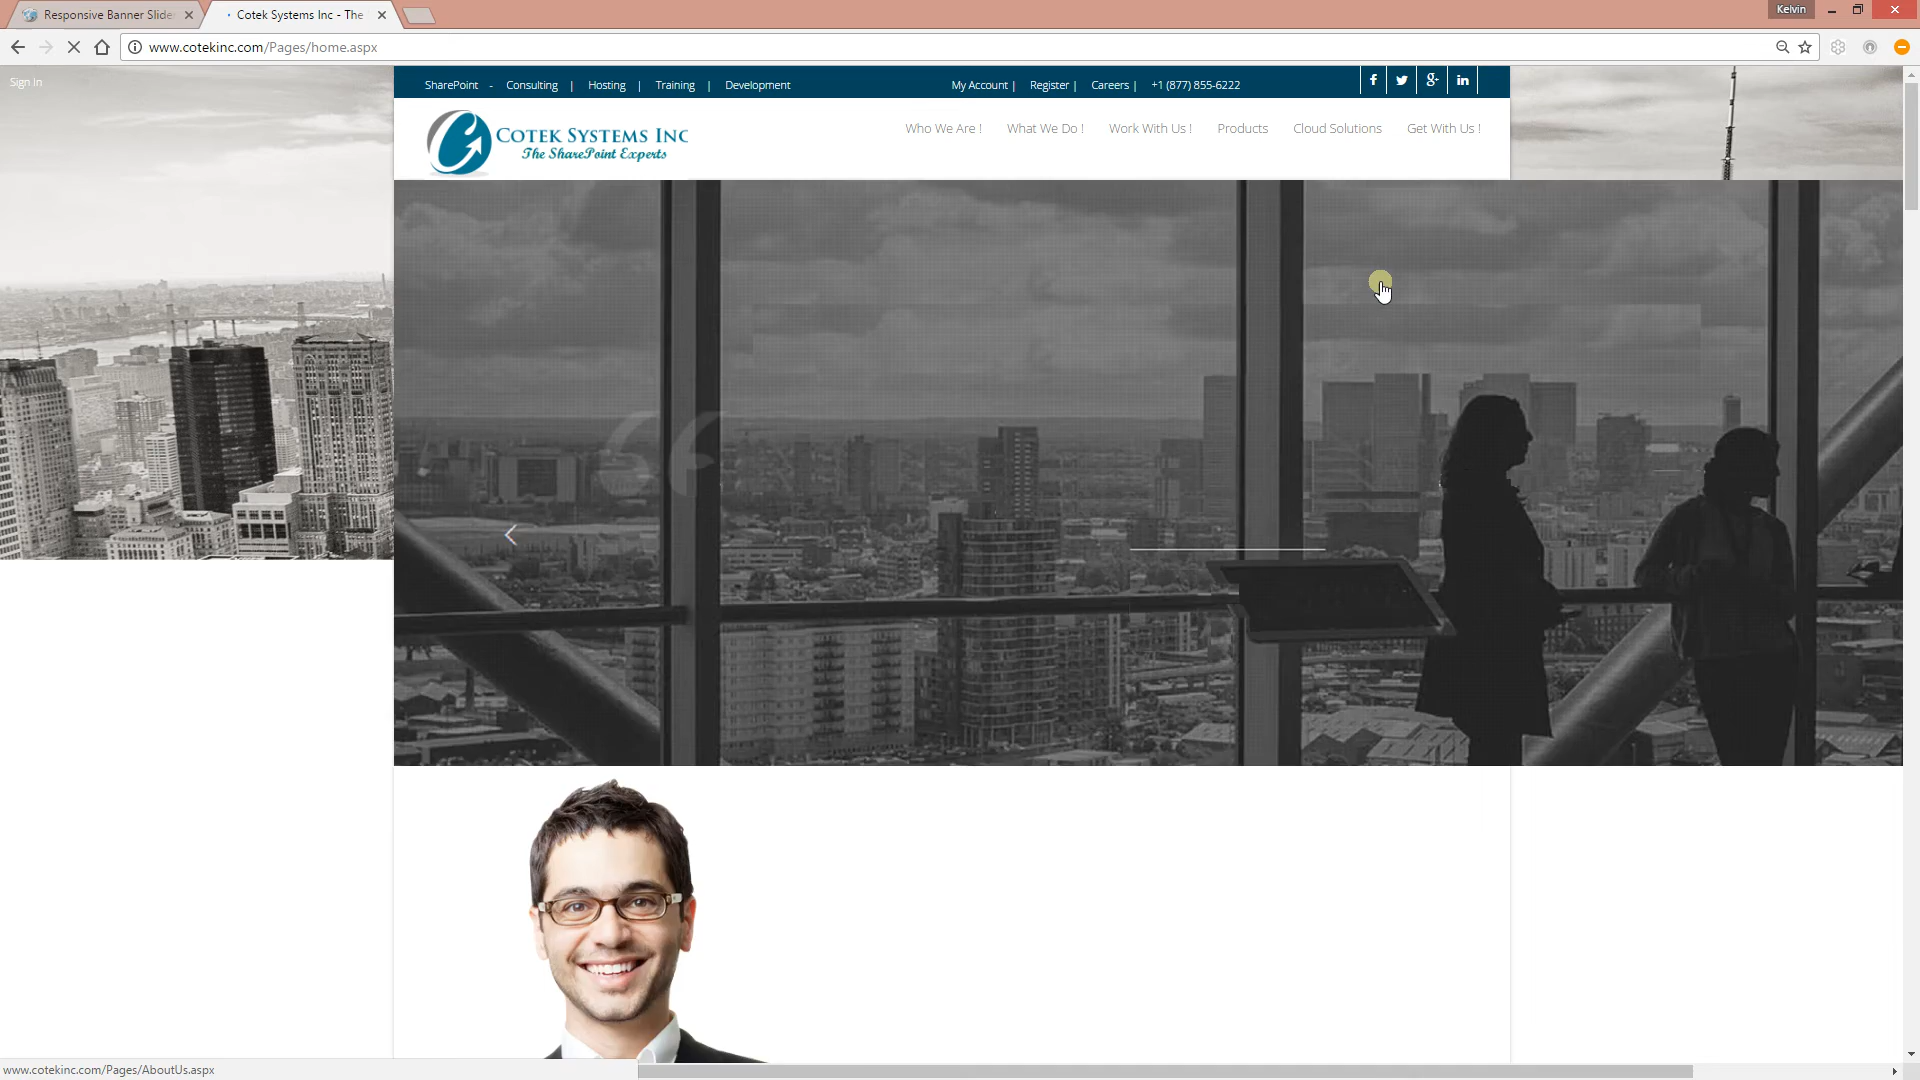 Responsive Banner Slide
Cotek Systems Inc - The
Kelvin
www.cotekinc.com/Pages/home.aspx
Sign In
SharePoint - Consulting | Hosting | Training | Development
My Account | Register | Careers | +1 (877) 855-6222
COTEK SYSTEMS INC
The SharePoint Experts
Who We Are ! What We Do ! Work With Us ! Products Cloud Solutions Get With Us !
www.cotekinc.com/Pages/AboutUs.aspx